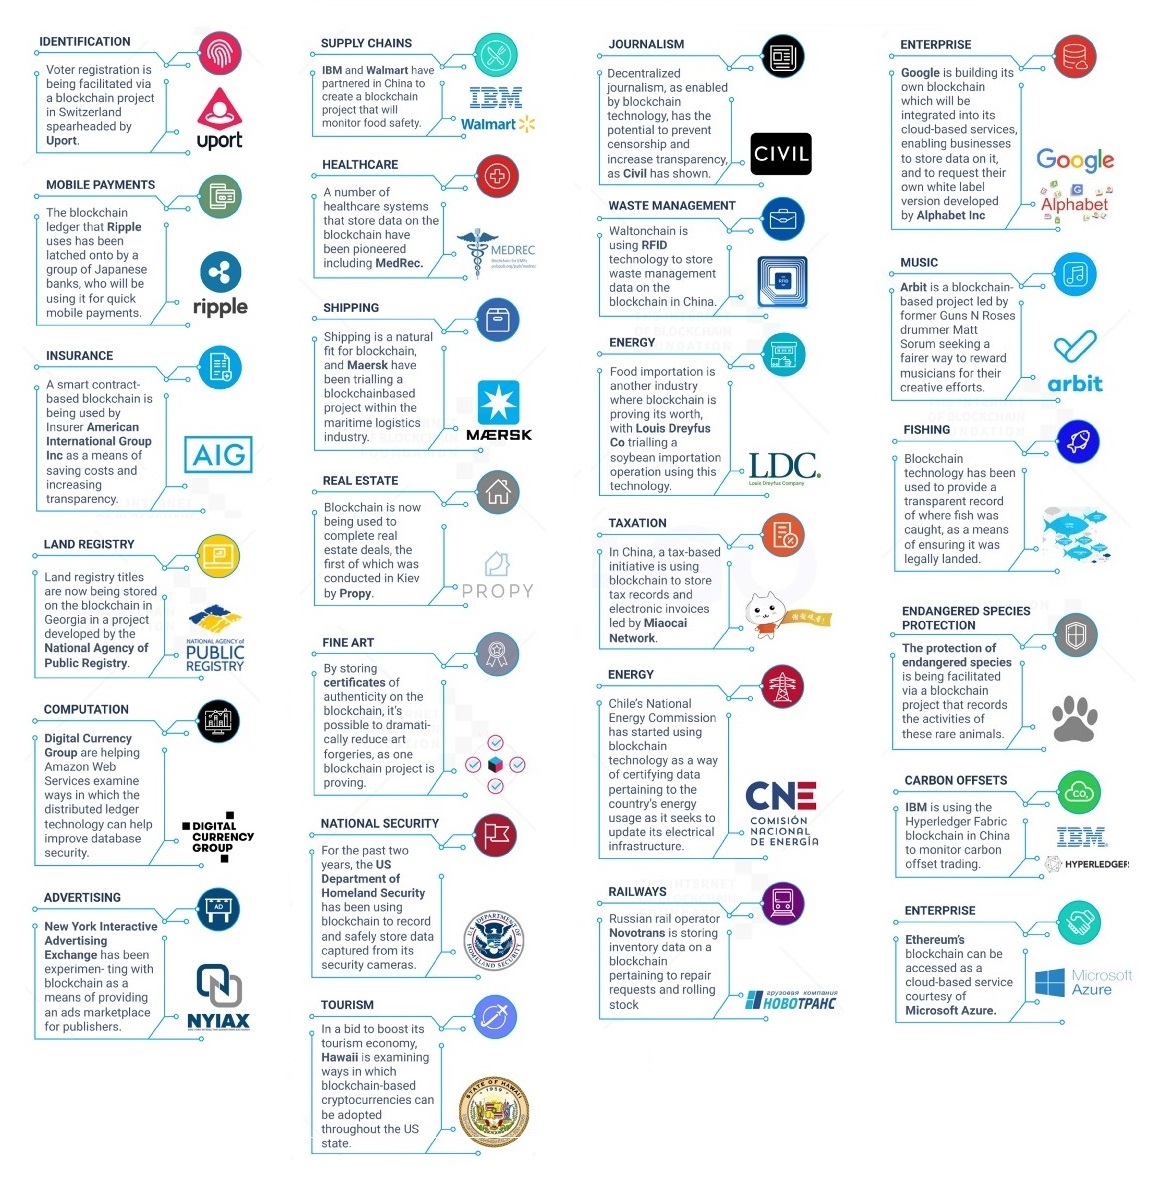 IDENTIFICATION
Voter registration is
being facilitated via
a blockchain project
in Switzerland
spearheaded by
Uport.
uport
MOBILE PAYMENTS
The blockchain
ledger that Ripple
uses has been
latched onto by a
group of Japanese
banks, who will be
using it for quick
mobile payments.
ripple
INSURANCE
A smart contract-
based blockchain is
being used by
Insurer American
International Group
Inc as a means of
saving costs and
increasing
transparency.
AIG
LAND REGISTRY
Land registry titles
are now being stored
on the blockchain in
Georgia in a project
developed by the
National Agency of
Public Registry.
NATIONAL AGENCY of
PUBLIC
REGISTRY
COMPUTATION
Digital Currency
Group are helping
Amazon Web
Services examine
ways in which the
distributed ledger
technology can help
improve database
security.
DIGITAL
CURRENCY
GROUP
ADVERTISING
AD
New York Interactive
Advertising
Exchange has been
experimen- ting with
blockchain as a
means of providing
an ads marketplace
for publishers.
NYIAX
SUPPLY CHAINS
IBM and Walmart have
partnered in China to
create a blockchain
project that will
monitor food safety.
IBM
Walmart
HEALTHCARE
A number of
healthcare systems
that store data on the
blockchain have
been pioneered
including MedRec.
MEDREC
SHIPPING
Shipping is a natural
fit for blockchain,
and Maersk have
been trialling a
blockchainbased
project within the
maritime logistics
industry.
MÆRSK
REAL ESTATE
Blockchain is now
being used to
complete real
estate deals, the
first of which was
conducted in Kiev
by Propy.
PROPY
FINE ART
By storing
certificates of
authenticity on the
blockchain, it's
possible to dramati-
cally reduce art
forgeries, as one
blockchain project is
proving.
NATIONAL SECURITY
For the past two
years, the US
Department of
Homeland Security
has been using
blockchain to record
and safely store data
captured from its
security cameras.
U.S. DEPARTMENT OF
HOMELAND SECURITY
TOURISM
In a bid to boost its
tourism economy,
Hawaii is examining
ways in which
blockchain-based
cryptocurrencies can
be adopted
throughout the US
state.
STATE OF HAWAII
1959
JOURNALISM
Decentralized
journalism, as enabled
by blockchain
technology, has the
potential to prevent
censorship and
increase transparency,
as Civil has shown.
CIVIL
WASTE MANAGEMENT
Waltonchain is
using RFID
technology to store
waste management
data on the
blockchain in China.
ENERGY
Food importation is
another industry
where blockchain is
proving its worth,
with Louis Dreyfus
Co trialling a
soybean importation
operation using this
technology.
LDC.
Louis Dreyfus Company
TAXATION
In China, a tax-based
initiative is using
blockchain to store
tax records and
electronic invoices
led by Miaocai
Network.
ENERGY
Chile's National
Energy Commission
has started using
blockchain
technology as a way
of certifying data
pertaining to the
country's energy
usage as it seeks to
update its electrical
infrastructure.
CNE
COMISIÓN
NACIONAL
DE ENERGÍA
RAILWAYS
Russian rail operator
Novotrans is storing
inventory data on a
blockchain
pertaining to repair
requests and rolling
stock
грузовая компания
НОВОТРАНС
ENTERPRISE
Google is building its
own blockchain
which will be
integrated into its
cloud-based services,
enabling businesses
to store data on it,
and to request their
own white label
version developed
by Alphabet Inc
Google
Alphabet
MUSIC
Arbit is a blockchain-
based project led by
former Guns N Roses
drummer Matt
Sorum seeking a
fairer way to reward
musicians for their
creative efforts.
arbit
FISHING
Blockchain
technology has been
used to provide a
transparent record
of where fish was
caught, as a means
of ensuring it was
legally landed.
ENDANGERED SPECIES
PROTECTION
The protection of
endangered species
is being facilitated
via a blockchain
project that records
the activities of
these rare animals.
CARBON OFFSETS
CO₂
IBM is using the
Hyperledger Fabric
blockchain in China
to monitor carbon
offset trading.
IBM
HYPERLEDGER
ENTERPRISE
Ethereum's
blockchain can be
accessed as a
cloud-based service
courtesy of
Microsoft Azure.
Microsoft
Azure